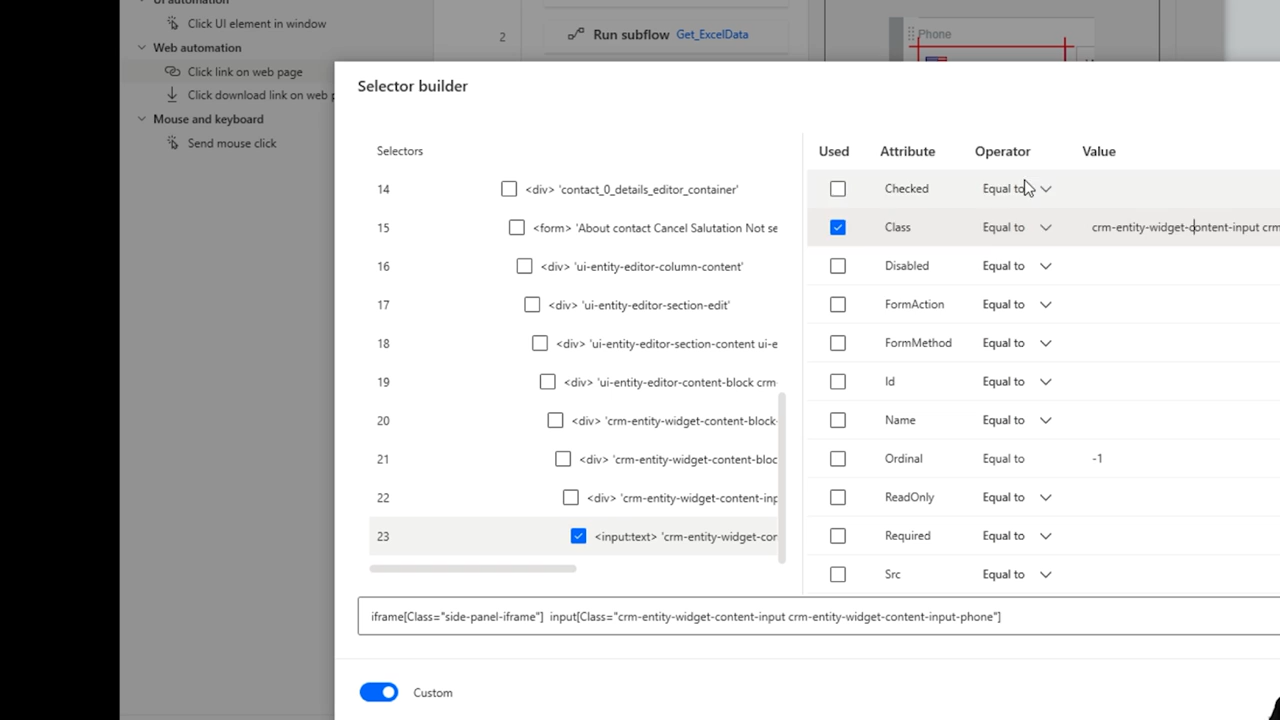 UI automation
Click UI element in window
Web automation
Click link on web page
Click download link on web p
Mouse and keyboard
Send mouse click
2
Run subflow Get_ExcelData
Phone
Selector builder
Selectors
14 <div> 'contact_0_details_editor_container'
15 <form> 'About contact Cancel Salutation Not se
16 <div> 'ui-entity-editor-column-content'
17 <div> 'ui-entity-editor-section-edit'
18 <div> 'ui-entity-editor-section-content ui-e
19 <div> 'ui-entity-editor-content-block crm-
20 <div> 'crm-entity-widget-content-block-
21 <div> 'crm-entity-widget-content-bloc
22 <div> 'crm-entity-widget-content-inp
23 <input:text> 'crm-entity-widget-con
Used Attribute Operator Value
Checked Equal to
Class Equal to crm-entity-widget-content-input crm
Disabled Equal to
FormAction Equal to
FormMethod Equal to
Id Equal to
Name Equal to
Ordinal Equal to -1
ReadOnly Equal to
Required Equal to
Src Equal to
iframe[Class="side-panel-iframe"] input[Class="crm-entity-widget-content-input crm-entity-widget-content-input-phone"]
Custom